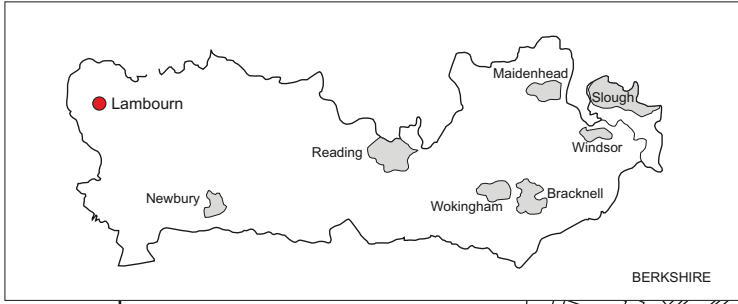 Maidenhead
Slough
Lambourn
Windsor
Reading
Newbury
Wokingham
Bracknell
BERKSHIRE